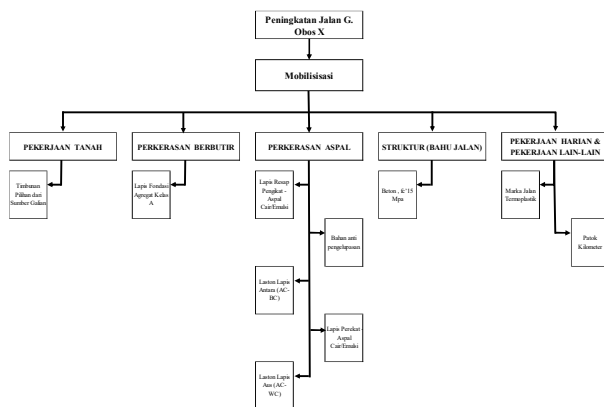 Peningkatan Jalan G.
Obos X
Mobilisisasi
PEKERJAAN TANAH
PERKERASAN BERBUTIR
PERKERASAN ASPAL
STRUKTUR (BAHU JALAN)
PEKERJAAN HARIAN &
PEKERJAAN LAIN-LAIN
Timbunan
Pilihan dari
Sumber Galian
Lapis Fondasi
Agregat Kelas
A
Lapis Resap
Pengikat -
Aspal
Cair/Emulsi
Bahan anti
pengelupasan
Laston Lapis
Antara (AC-
BC)
Lapis Perekat -
Aspal
Cair/Emulsi
Laston Lapis
Aus (AC-
WC)
Beton , fc'15
Mpa
Marka Jalan
Termoplastik
Patok
Kilometer